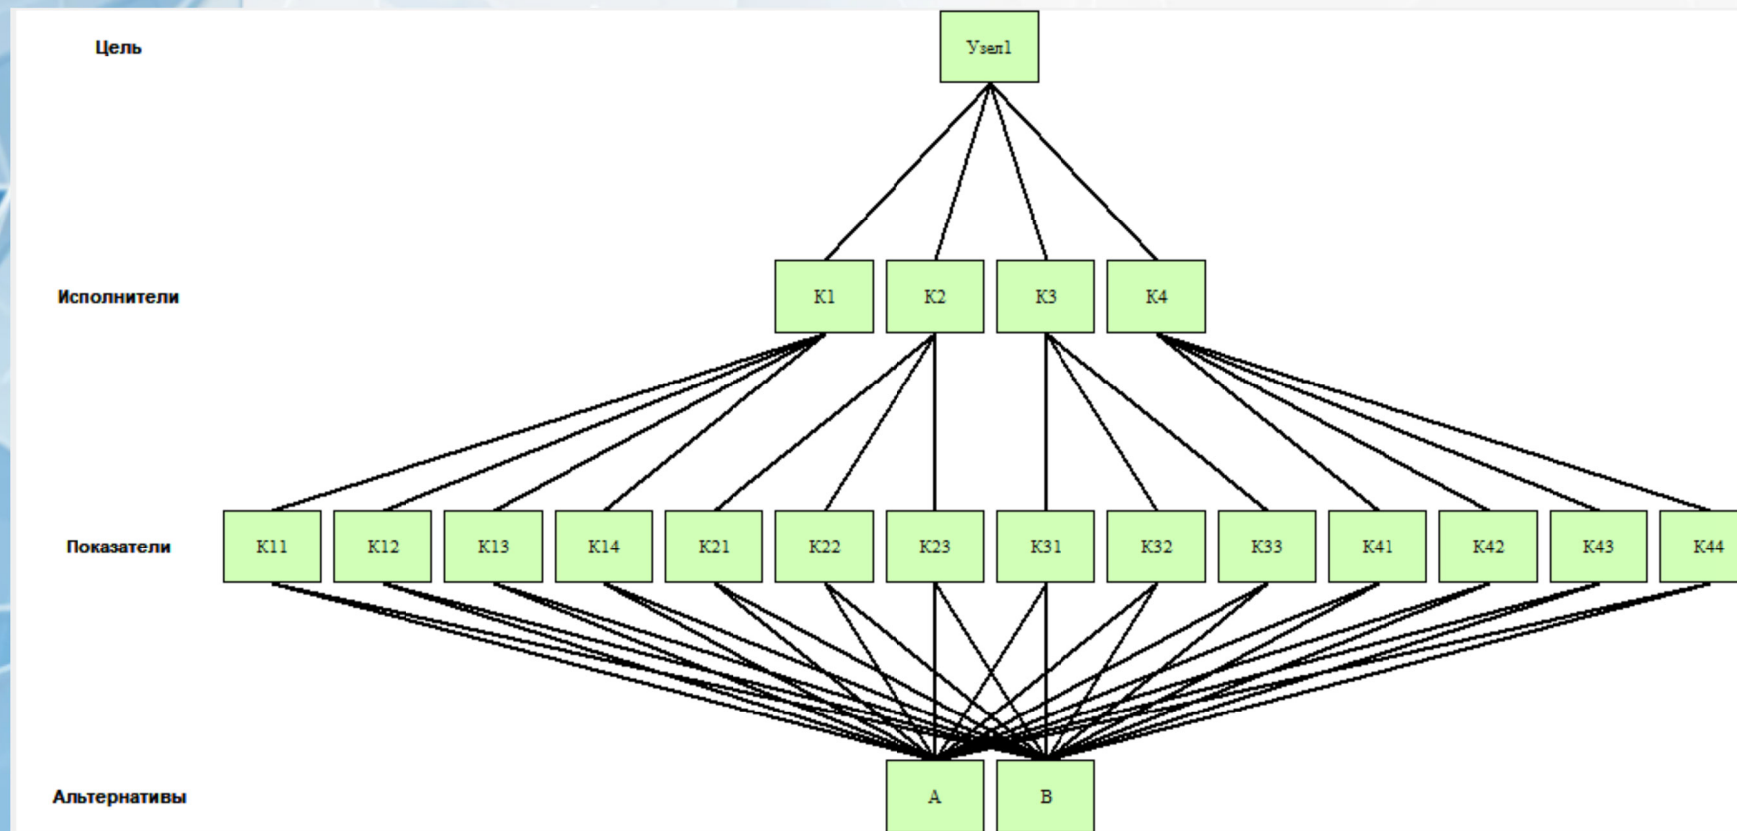 Цель
Узел1
Исполнители
К1 К2 К3 К4
Показатели
К11 К12 К13 К14 К21 К22 К23 К31 К32 К33 К41 К42 К43 К44
Альтернативы
А В